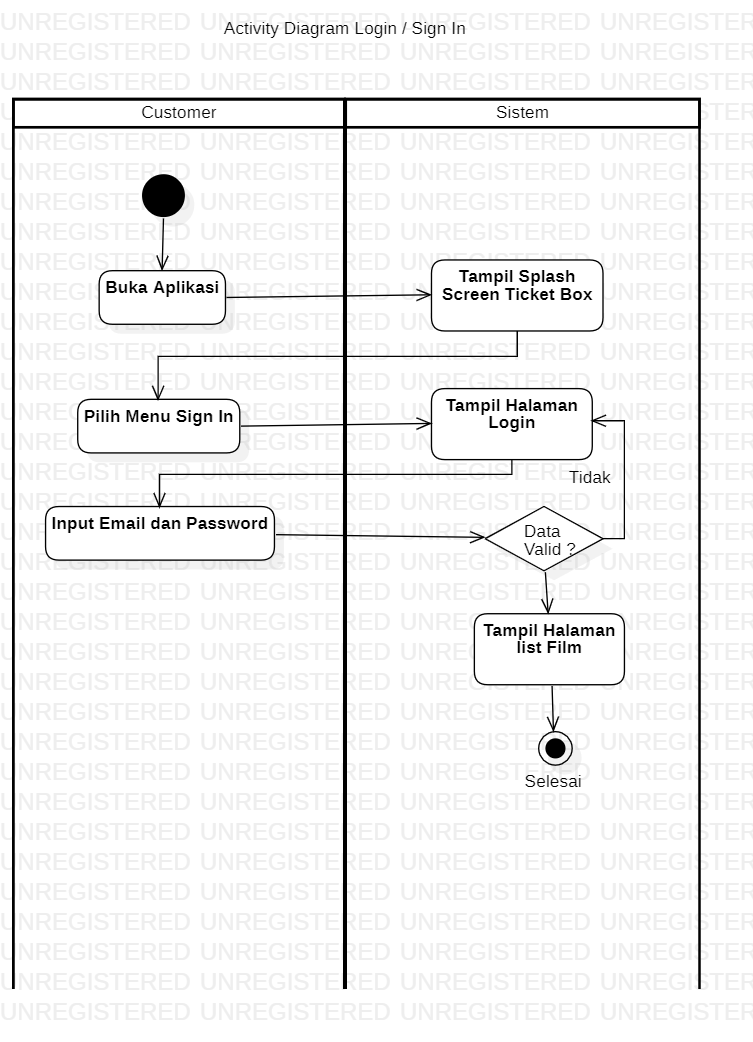 Activity Diagram Login / Sign In
Customer
Sistem
Buka Aplikasi
Tampil Splash
Screen Ticket Box
Pilih Menu Sign In
Tampil Halaman
Login
Tidak
Input Email dan Password
Data
Valid ?
Tampil Halaman
list Film
Selesai
UNREGISTERED